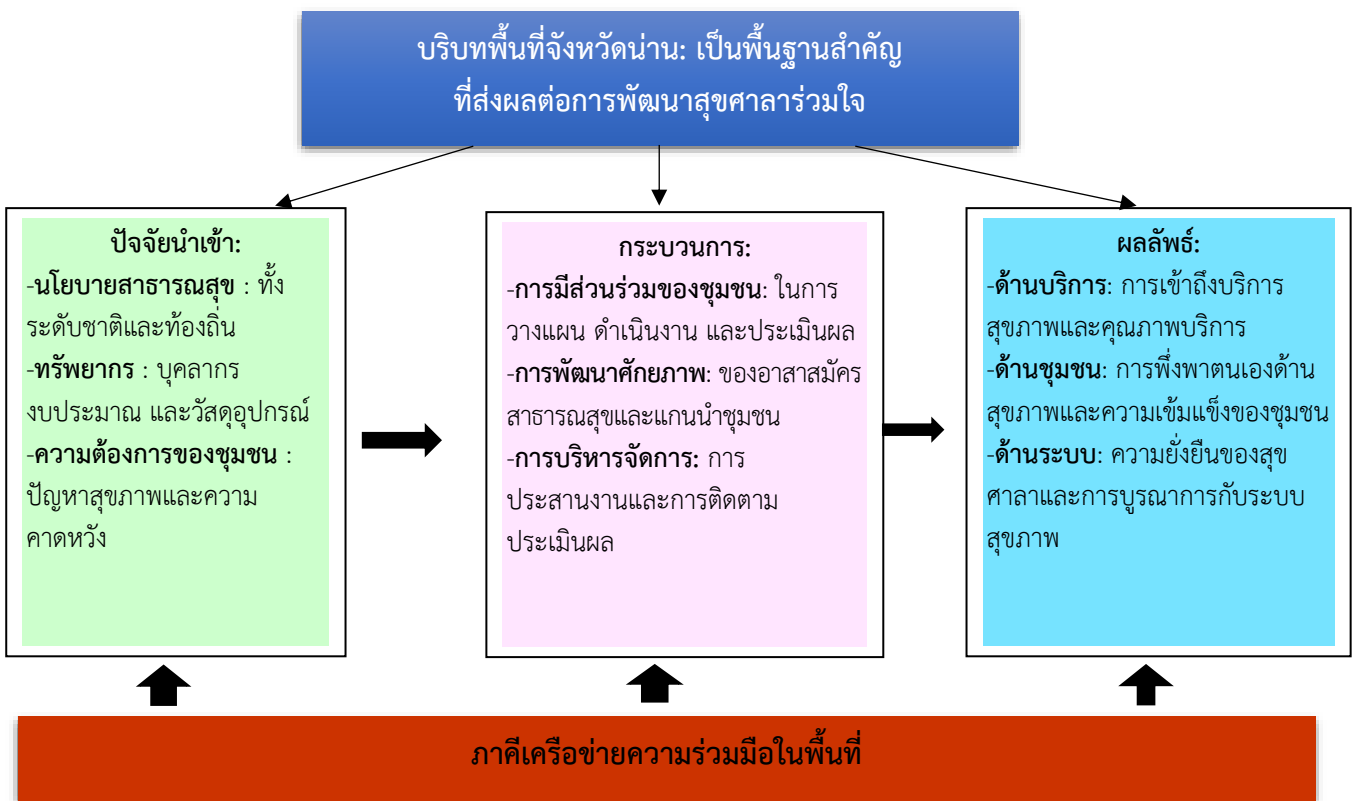 บริบทพื้นที่จังหวัดน่าน: เป็นพื้นฐานสำคัญ
ที่ส่งผลต่อการพัฒนาสุขศาลาร่วมใจ
ปัจจัยนำเข้า:
-นโยบายสาธารณสุข : ทั้ง
ระดับชาติและท้องถิ่น
-ทรัพยากร : บุคลากร
งบประมาณ และวัสดุอุปกรณ์
-ความต้องการของชุมชน :
ปัญหาสุขภาพและความ
คาดหวัง
กระบวนการ:
-การมีส่วนร่วมของชุมชน: ในการ
วางแผน ดำเนินงาน และประเมินผล
-การพัฒนาศักยภาพ: ของอาสาสมัคร
สาธารณสุขและแกนนำชุมชน
-การบริหารจัดการ: การ
ประสานงานและการติดตาม
ประเมินผล
ผลลัพธ์:
-ด้านบริการ: การเข้าถึงบริการ
สุขภาพและคุณภาพบริการ
-ด้านชุมชน: การพึ่งพาตนเองด้าน
สุขภาพและความเข้มแข็งของชุมชน
-ด้านระบบ: ความยั่งยืนของสุข
ศาลาและการบูรณาการกับระบบ
สุขภาพ
ภาคีเครือข่ายความร่วมมือในพื้นที่